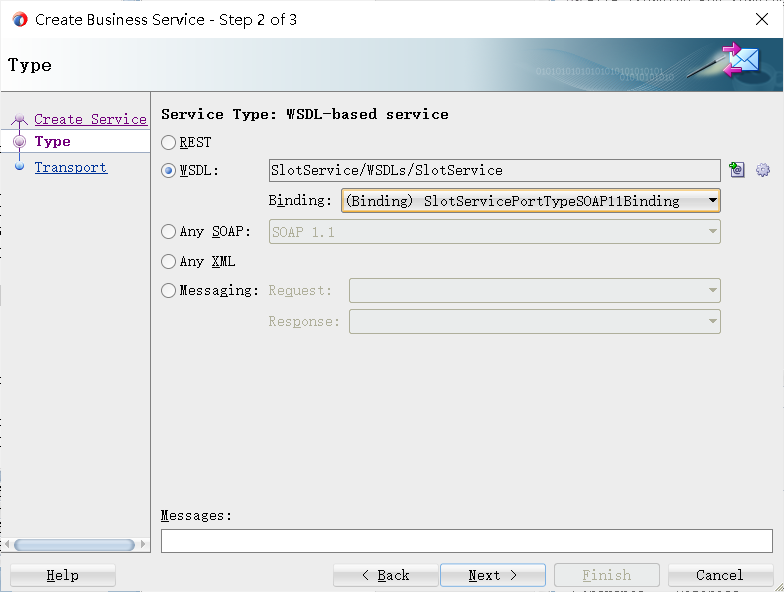 Create Business Service - Step 2 of 3
Type
010101010101010101010101
0101010101
Create Service
Type
Transport
Service Type: WSDL-based service
REST
WSDL: SlotService/WSDLs/SlotService
Binding: (Binding) SlotServicePortTypeSOAP11Binding
Any SOAP: SOAP 1.1
Any XML
Messaging: Request:
Response:
Messages:
Help < Back Next > Finish Cancel